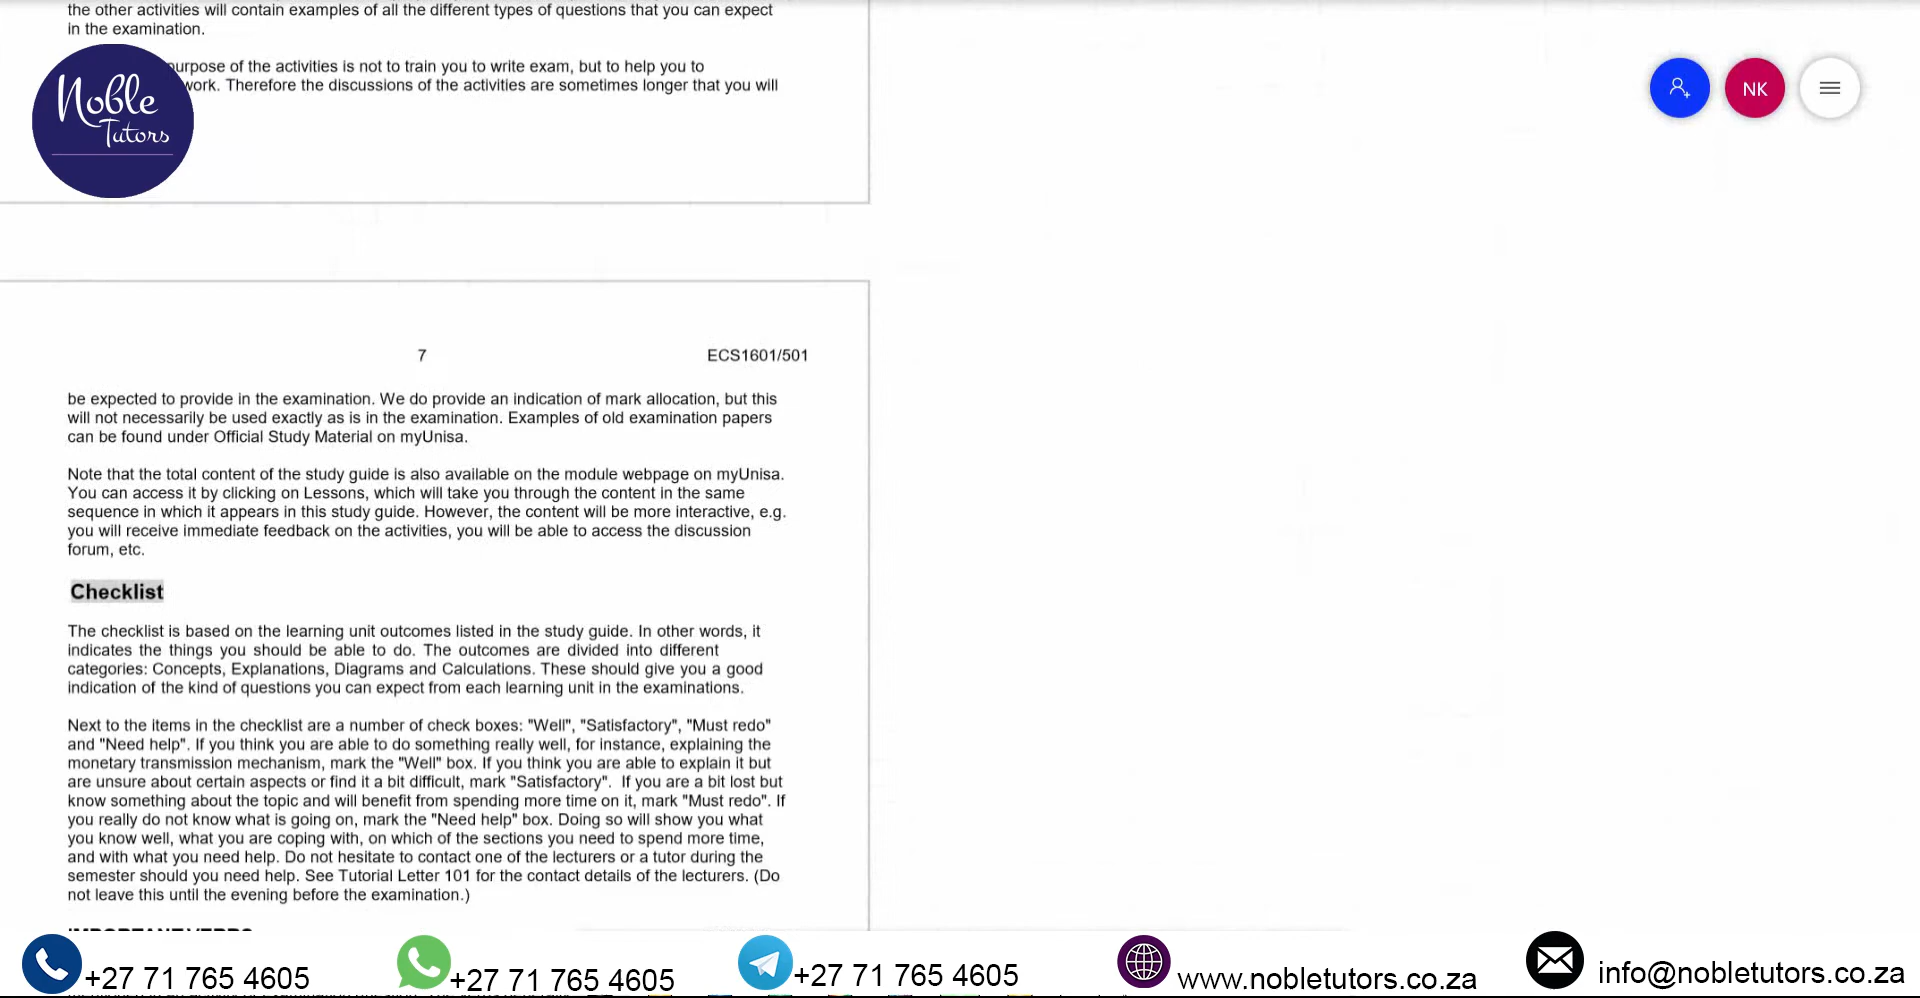 the other activities will contain examples of all the different types of questions that you can expect
in the examination.
urpose of the activities is not to train you to write exam, but to help you to
work. Therefore the discussions of the activities are sometimes longer that you will
Noble
Tutors
NK
7
ECS1601/501
be expected to provide in the examination. We do provide an indication of mark allocation, but this
will not necessarily be used exactly as is in the examination. Examples of old examination papers
can be found under Official Study Material on myUnisa.
Note that the total content of the study guide is also available on the module webpage on myUnisa.
You can access it by clicking on Lessons, which will take you through the content in the same
sequence in which it appears in this study guide. However, the content will be more interactive, e.g.
you will receive immediate feedback on the activities, you will be able to access the discussion
forum, etc.
Checklist
The checklist is based on the learning unit outcomes listed in the study guide. In other words, it
indicates the things you should be able to do. The outcomes are divided into different
categories: Concepts, Explanations, Diagrams and Calculations. These should give you a good
indication of the kind of questions you can expect from each learning unit in the examinations.
Next to the items in the checklist are a number of check boxes: "Well", "Satisfactory", "Must redo"
and "Need help". If you think you are able to do something really well, for instance, explaining the
monetary transmission mechanism, mark the "Well" box. If you think you are able to explain it but
are unsure about certain aspects or find it a bit difficult, mark "Satisfactory". If you are a bit lost but
know something about the topic and will benefit from spending more time on it, mark "Must redo". If
you really do not know what is going on, mark the "Need help" box. Doing so will show you what
you know well, what you are coping with, on which of the sections you need to spend more time,
and with what you need help. Do not hesitate to contact one of the lecturers or a tutor during the
semester should you need help. See Tutorial Letter 101 for the contact details of the lecturers. (Do
not leave this until the evening before the examination.)
IMPORTANT VERBS
+27 71 765 4605
+27 71 765 4605
+27 71 765 4605
www.nobletutors.co.za
info@nobletutors.co.za